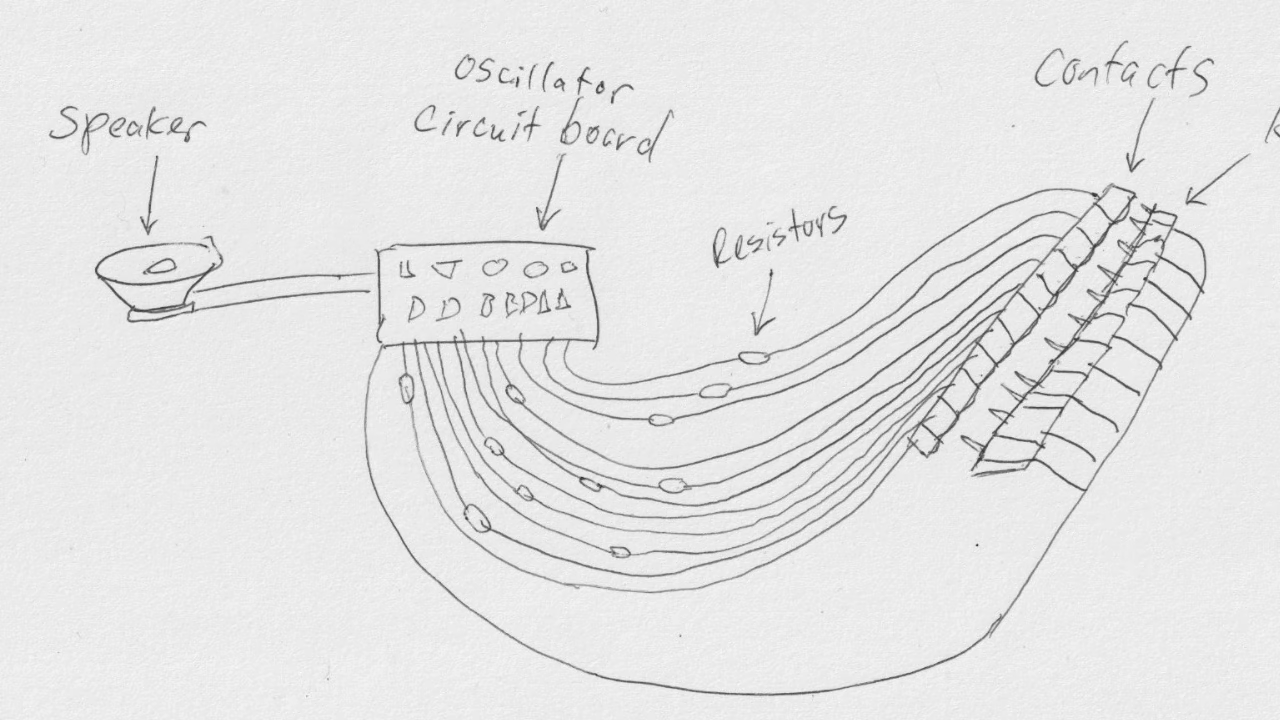 Speaker
Oscillator
Circuit board
Resistors
Contacts